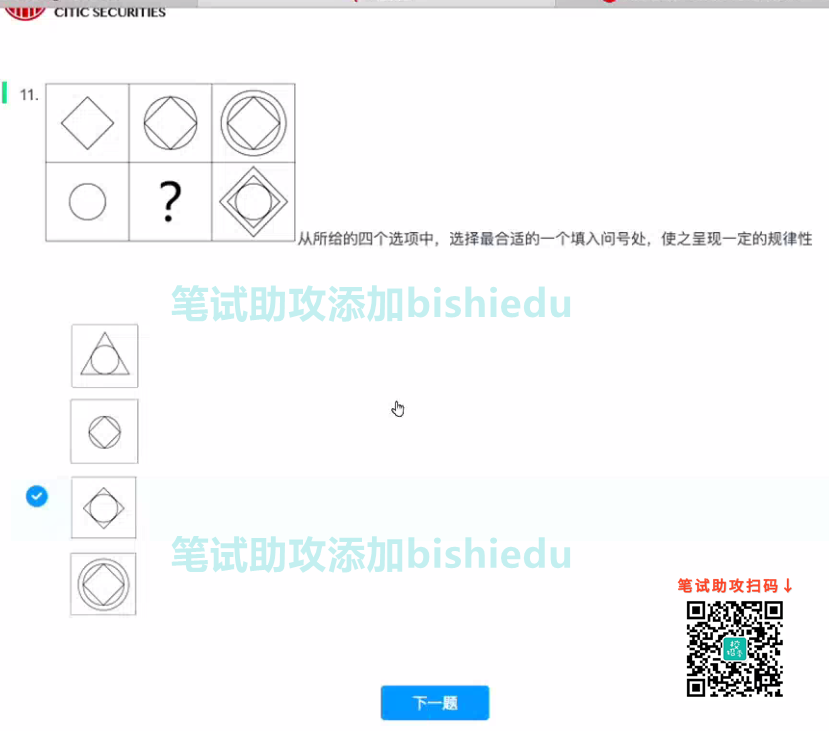 CITIC SECURITIES
11.
?
从所给的四个选项中，选择最合适的一个填入问号处，使之呈现一定的规律性
笔试助攻添加bishiedu
笔试助攻添加bishiedu
笔试助攻扫码↓
下一题